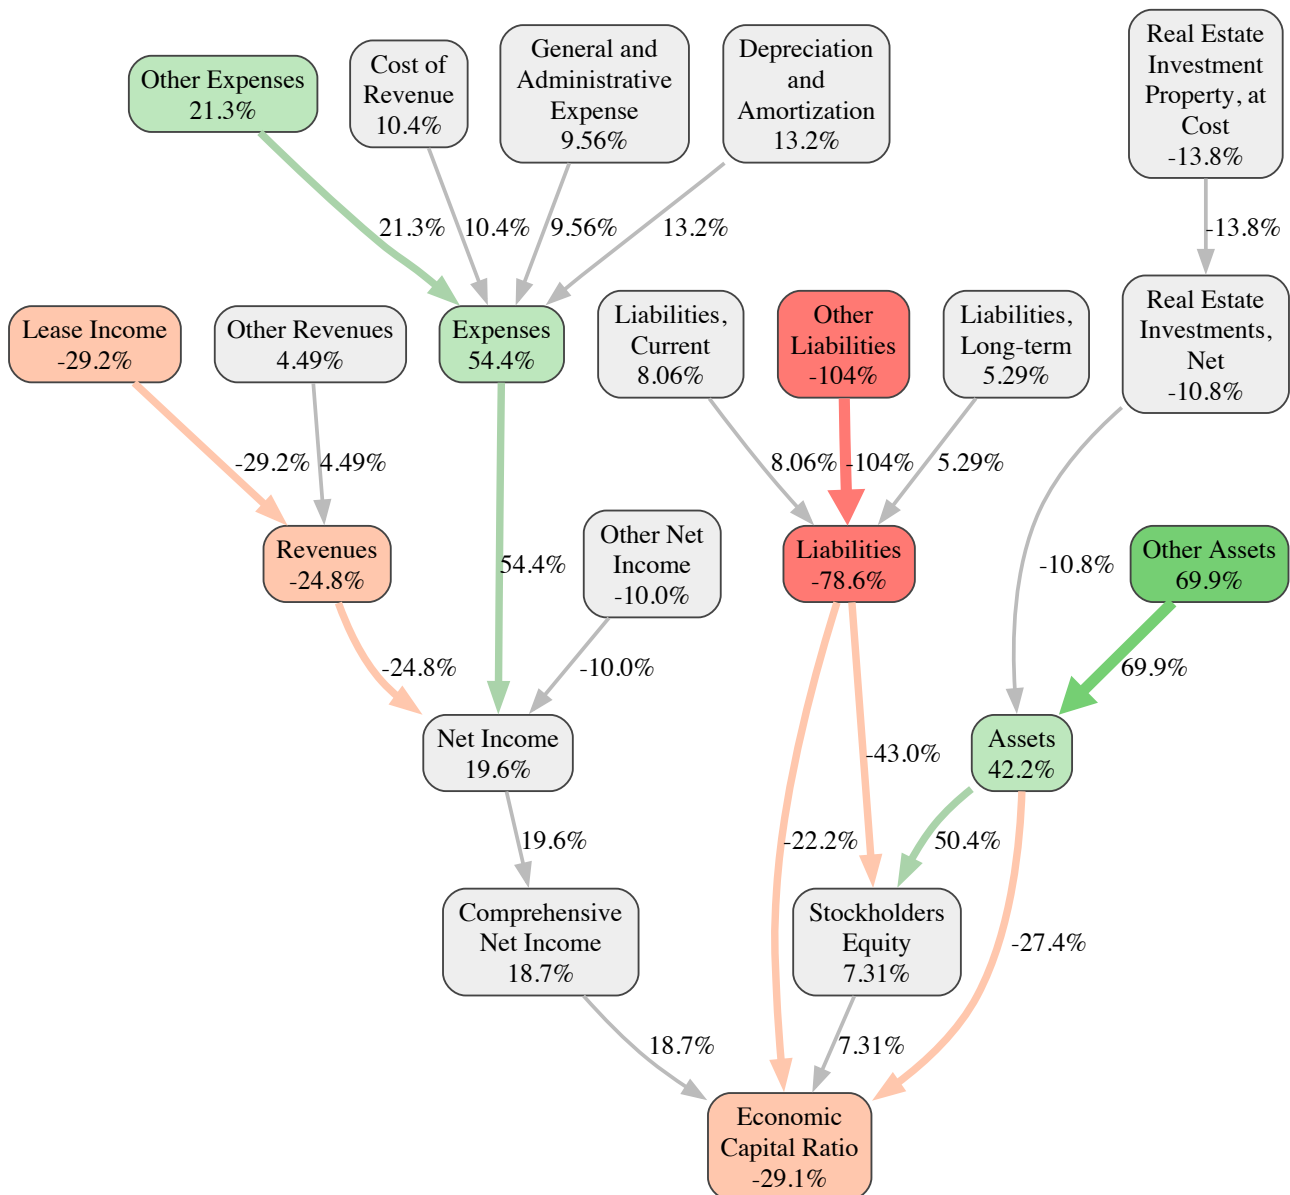 Other Expenses
21.3%
Cost of
Revenue
10.4%
General and
Administrative
Expense
9.56%
Depreciation
and
Amortization
13.2%
Real Estate
Investment
Property, at
Cost
-13.8%
21.3%
10.4%
9.56%
13.2%
-13.8%
Lease Income
-29.2%
Other Revenues
4.49%
Expenses
54.4%
Liabilities,
Current
8.06%
Other
Liabilities
-104%
Liabilities,
Long-term
5.29%
Real Estate
Investments,
Net
-10.8%
-29.2%
4.49%
8.06%
-104%
5.29%
Revenues
-24.8%
54.4%
Other Net
Income
-10.0%
Liabilities
-78.6%
-10.8%
Other Assets
69.9%
-24.8%
-10.0%
69.9%
Net Income
19.6%
-43.0%
Assets
42.2%
19.6%
-22.2%
50.4%
Comprehensive
Net Income
18.7%
Stockholders
Equity
7.31%
-27.4%
18.7%
7.31%
Economic
Capital Ratio
-29.1%